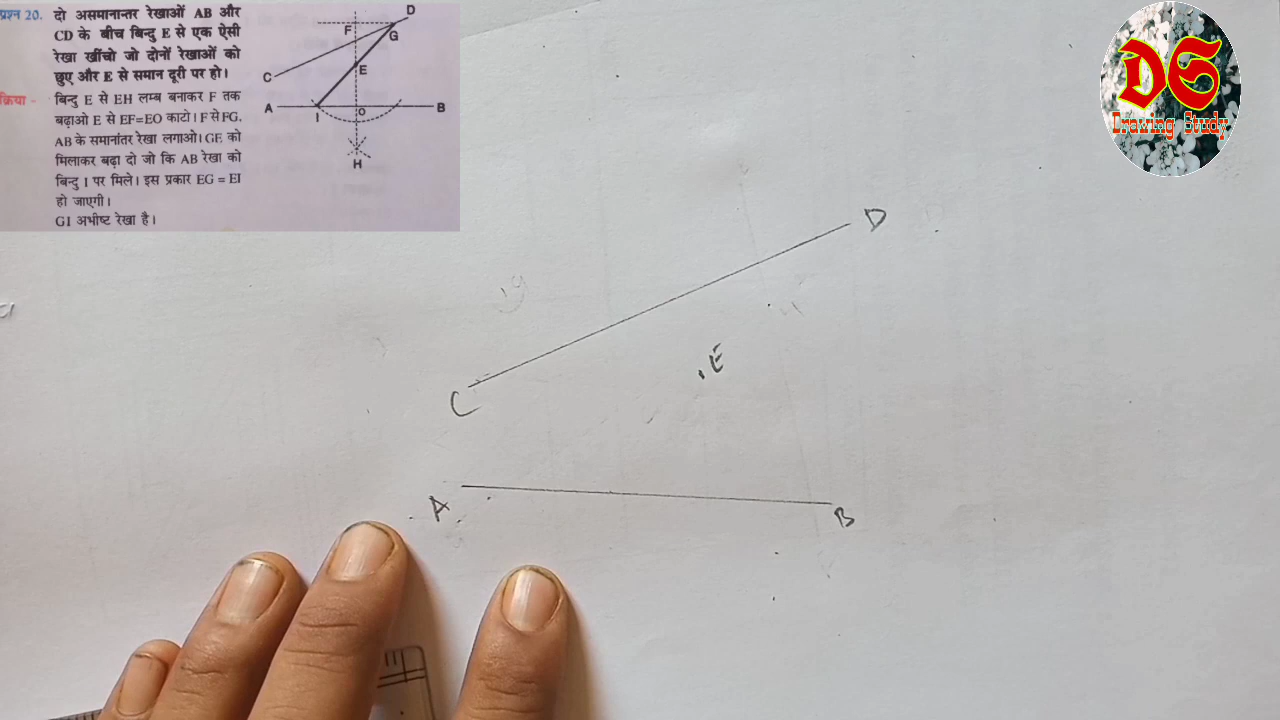 प्रश्न 20. दो असमानान्तर रेखाओं AB और
CD के बीच बिन्दु E से एक ऐसी
रेखा खींचो जो दोनों रेखाओं को
छुए और E से समान दूरी पर हो।
क्रिया - बिन्दु E से EH लम्ब बनाकर F तक
बढ़ाओ E से EF=EO काटो। F से FG,
AB के समानांतर रेखा लगाओ। GE को
मिलाकर बढ़ा दो जो कि AB रेखा को
बिन्दु I पर मिले। इस प्रकार EG = EI
हो जाएगी।
GI अभीष्ट रेखा है।
D
F
G
E
C
A
I
O
B
H
DS
Drawing Study
D
E
C
A
B